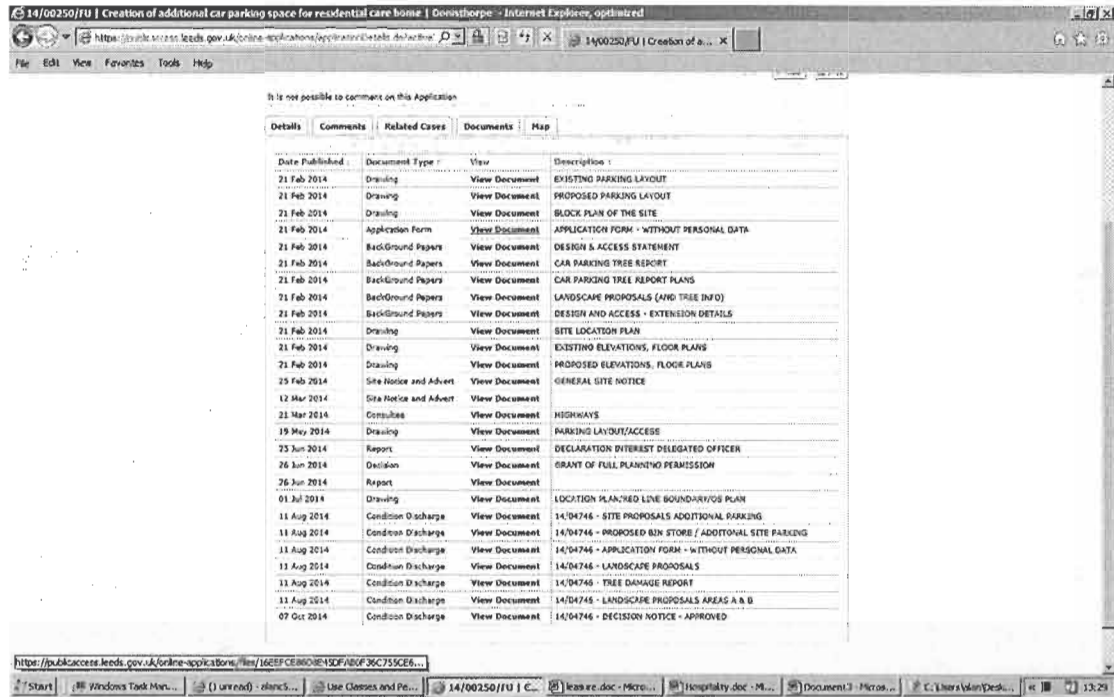 14/00250/FU | Creation of additional car parking space for residential care home | Donisthorpe - Internet Explorer, optimized
14/00250/FU | Creation of a...
File Edit View Favorites Tools Help
It is not possible to comment on this Application
Details Comments Related Cases Documents Map
Date Published Document Type View Description
21 Feb 2014 Drawing View Document EXISTING PARKING LAYOUT
21 Feb 2014 Drawing View Document PROPOSED PARKING LAYOUT
21 Feb 2014 Drawing View Document BLOCK PLAN OF THE SITE
21 Feb 2014 Application Form View Document APPLICATION FORM - WITHOUT PERSONAL DATA
21 Feb 2014 BackGround Papers View Document DESIGN & ACCESS STATEMENT
21 Feb 2014 BackGround Papers View Document CAR PARKING TREE REPORT
21 Feb 2014 BackGround Papers View Document CAR PARKING TREE REPORT PLANS
21 Feb 2014 BackGround Papers View Document LANDSCAPE PROPOSALS (AND TREE INFO)
21 Feb 2014 BackGround Papers View Document DESIGN AND ACCESS - EXTENSION DETAILS
21 Feb 2014 Drawing View Document SITE LOCATION PLAN
21 Feb 2014 Drawing View Document EXISTING ELEVATIONS, FLOOR PLANS
21 Feb 2014 Drawing View Document PROPOSED ELEVATIONS, FLOOR PLANS
25 Feb 2014 Site Notice and Advert View Document GENERAL SITE NOTICE
12 Mar 2014 Site Notice and Advert View Document
21 Mar 2014 Consultee View Document HIGHWAYS
19 May 2014 Drawing View Document PARKING LAYOUT/ACCESS
23 Jun 2014 Report View Document DECLARATION INTEREST DELEGATED OFFICER
26 Jun 2014 Decision View Document GRANT OF FULL PLANNING PERMISSION
26 Jun 2014 Report View Document
01 Jul 2014 Drawing View Document LOCATION PLAN/RED LINE BOUNDARY/OS PLAN
11 Aug 2014 Condition Discharge View Document 14/04746 - SITE PROPOSALS ADDITIONAL PARKING
11 Aug 2014 Condition Discharge View Document 14/04746 - PROPOSED BIN STORE / ADDITONAL SITE PARKING
11 Aug 2014 Condition Discharge View Document 14/04746 - APPLICATION FORM - WITHOUT PERSONAL DATA
11 Aug 2014 Condition Discharge View Document 14/04746 - LANDSCAPE PROPOSALS
11 Aug 2014 Condition Discharge View Document 14/04746 - TREE DAMAGE REPORT
11 Aug 2014 Condition Discharge View Document 14/04746 - LANDSCAPE PROPOSALS AREAS A & B
07 Oct 2014 Condition Discharge View Document 14/04746 - DECISION NOTICE - APPROVED
Start Windows Task Man... Use Classes and Pe... 14/00250/FU | C... Hospitality.doc - M... Document3 - Micros... 13:29